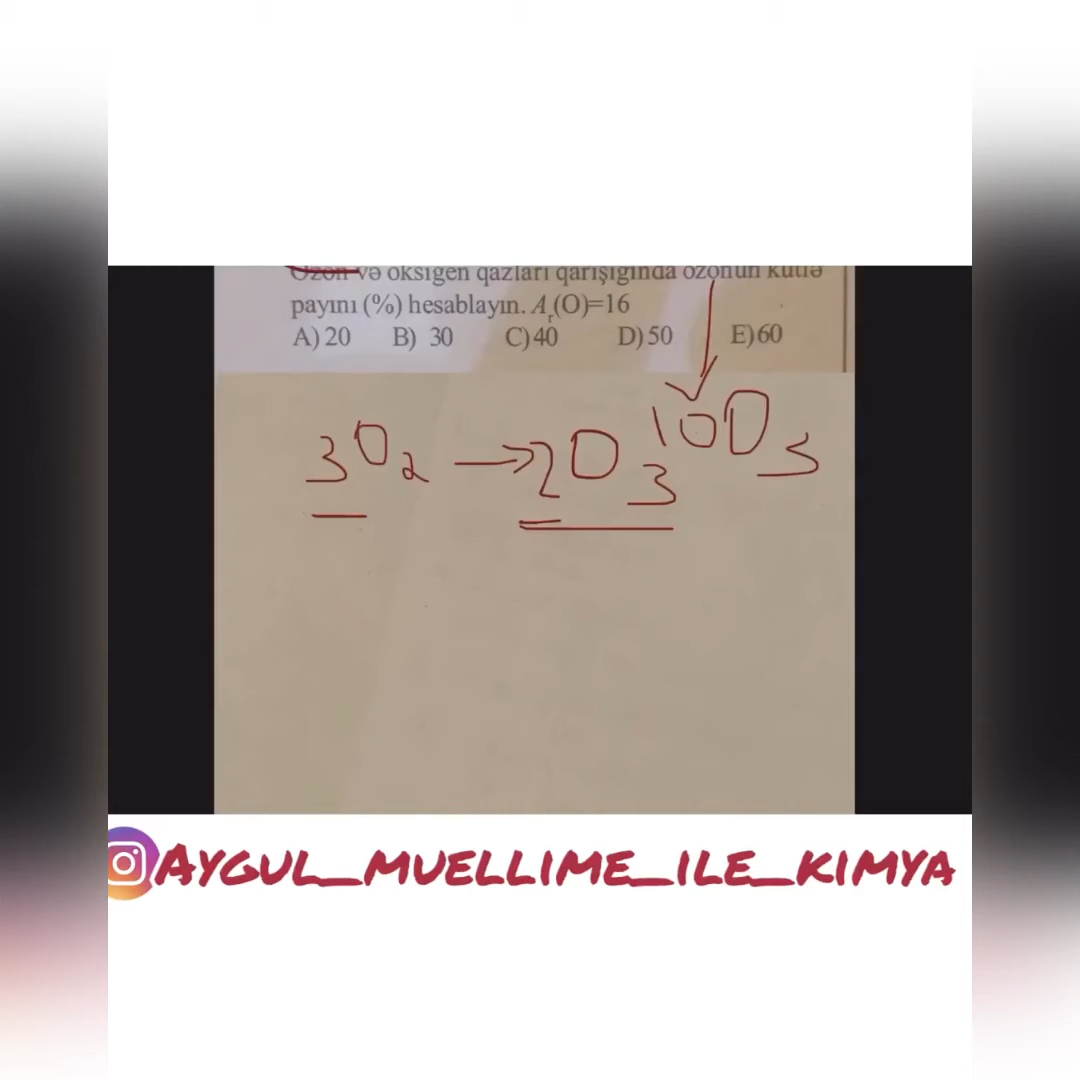 Ozon və oksigen qazları qarışığında ozonun kütlə
payını (%) hesablayın. Aᵣ(O)=16
A) 20 B) 30 C) 40 D) 50 E) 60
10O₃
3O₂ → 2O₃
AYGUL_MUELLIME_ILE_KIMYA